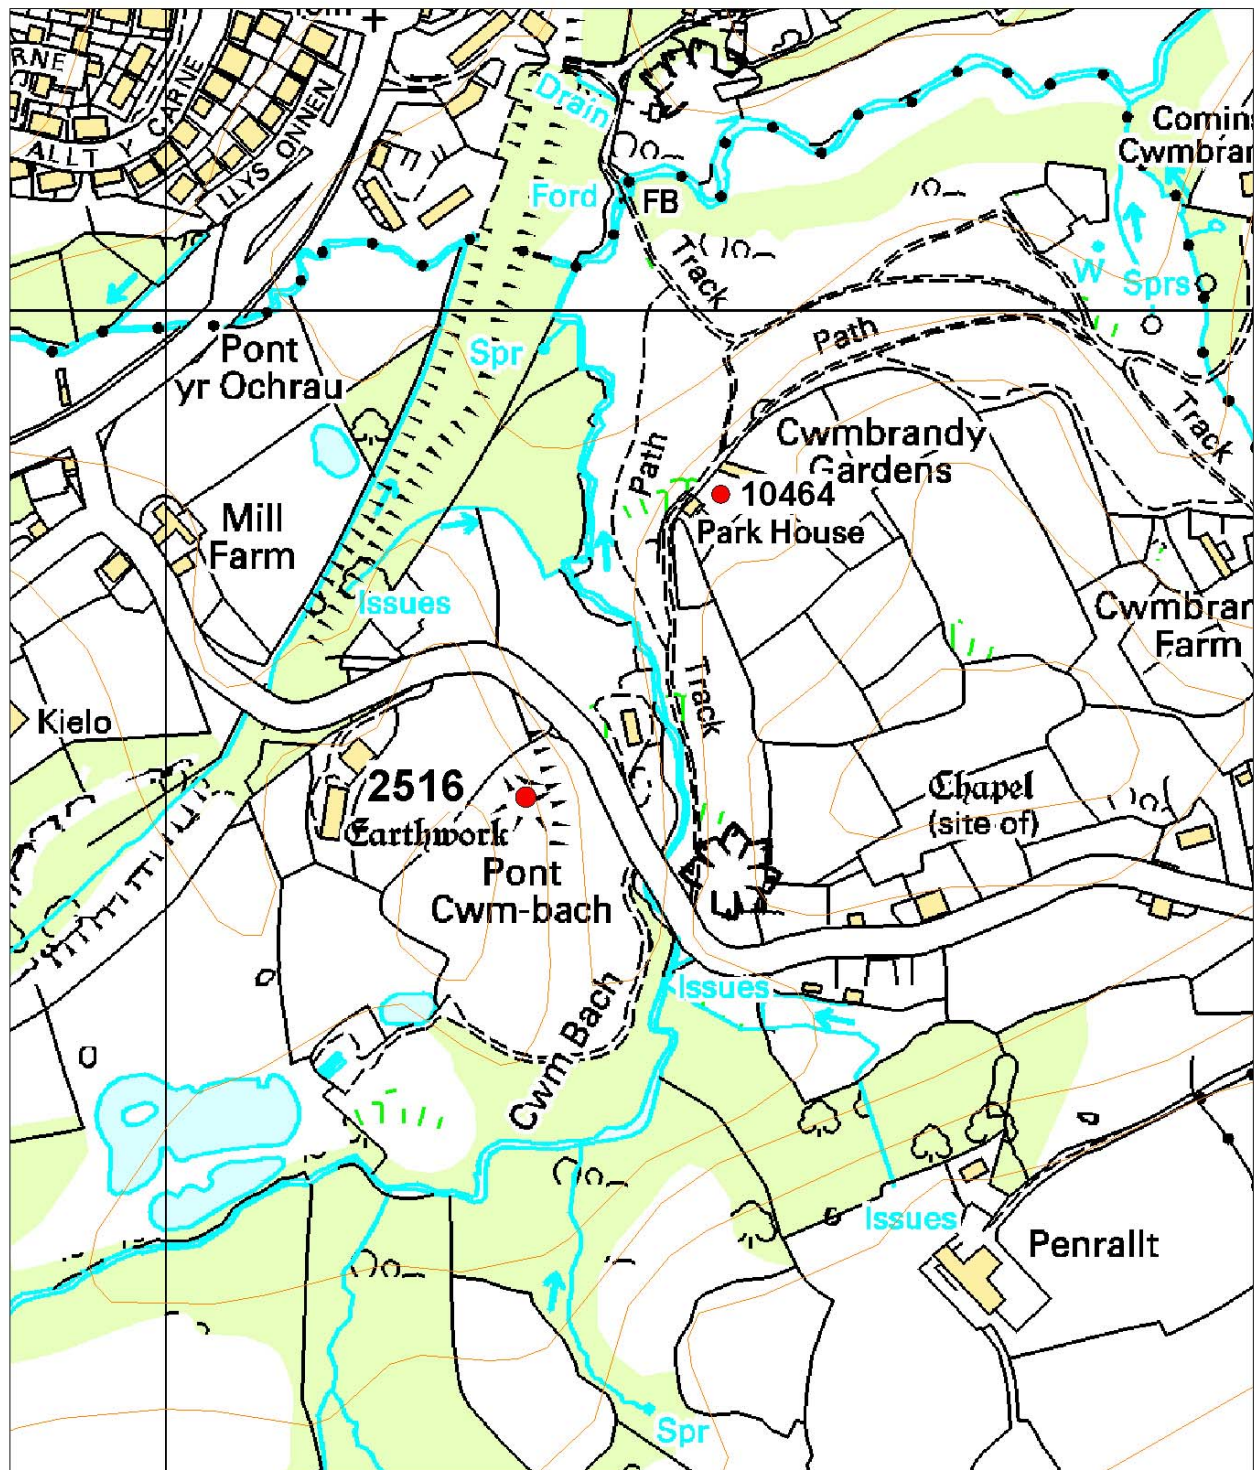 Drain
RNE
ALLT Y CARNE
LLYS ONNEN
Comins
Ford
FB
Track
W
Sprs
Pont
yr Ochrau
Spr
Path
Track
Cwmbrandy
Gardens
Path
10464
Park House
Mill
Farm
Issues
Cwmbran
Farm
Track
Kielo
2516
Earthwork
Chapel
(site of)
Pont
Cwm-bach
Issues
Cwm Bach
Issues
Penrallt
Spr